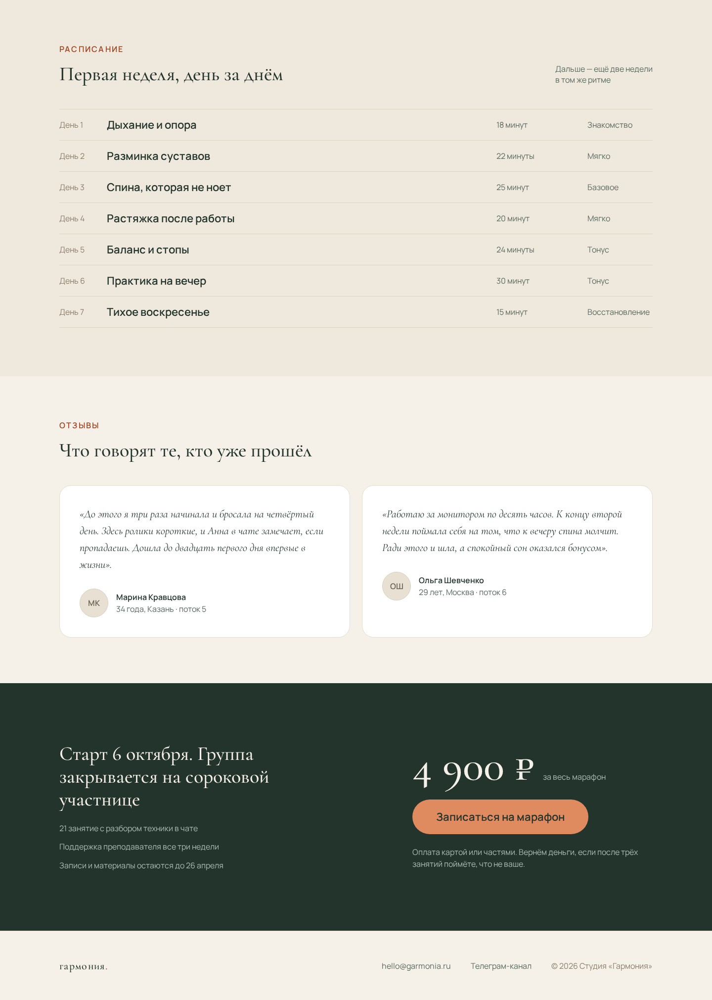 РАСПИСАНИЕ
Первая неделя, день за днём
Дальше — ещё две недели
в том же ритме
День 1 Дыхание и опора 18 минут Знакомство
День 2 Разминка суставов 22 минуты Мягко
День 3 Спина, которая не ноет 25 минут Базовое
День 4 Растяжка после работы 20 минут Мягко
День 5 Баланс и стопы 24 минуты Тонус
День 6 Практика на вечер 30 минут Тонус
День 7 Тихое воскресенье 15 минут Восстановление
ОТЗЫВЫ
Что говорят те, кто уже прошёл
«До этого я три раза начинала и бросала на четвёртый
день. Здесь ролики короткие, и Анна в чате замечает, если
пропадаешь. Дошла до двадцать первого дня впервые в
жизни».
МК
Марина Кравцова
34 года, Казань · поток 5
«Работаю за монитором по десять часов. К концу второй
недели поймала себя на том, что к вечеру спина молчит.
Ради этого и шла, а спокойный сон оказался бонусом».
ОШ
Ольга Шевченко
29 лет, Москва · поток 6
Старт 6 октября. Группа
закрывается на сороковой
участнице
21 занятие с разбором техники в чате
Поддержка преподавателя все три недели
Записи и материалы остаются до 26 апреля
4 900 ₽ за весь марафон
Записаться на марафон
Оплата картой или частями. Вернём деньги, если после трёх
занятий поймёте, что не ваше.
гармония.
hello@garmonia.ru Телеграм-канал © 2026 Студия «Гармония»